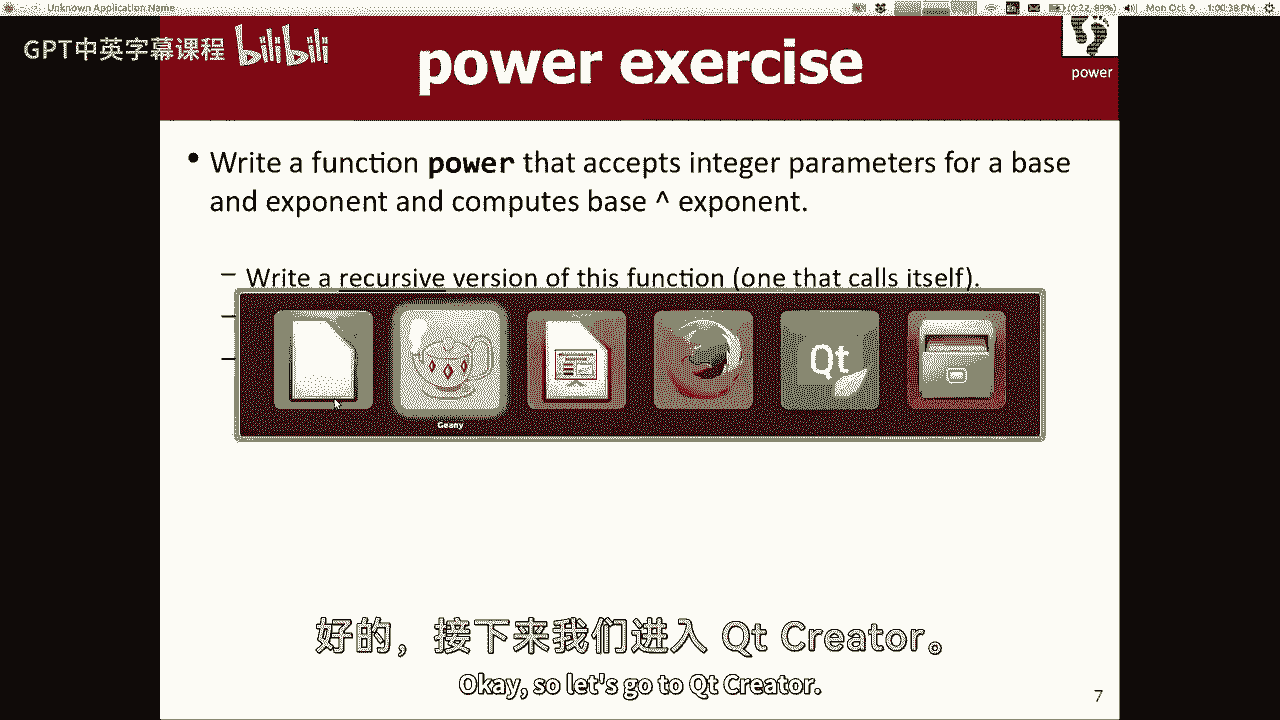 Unknown Application Name
(0:22, 89%) Mon Oct 9 1:00:38 PM
GPT中英字幕课程 bilibili
power exercise
power
• Write a function power that accepts integer parameters for a base
and exponent and computes base ^ exponent.
– Write a recursive version of this function (one that calls itself).
–
–
Qt
Geany
好的，接下来我们进入 Qt Creator。
Okay, so let's go to Qt Creator.
7